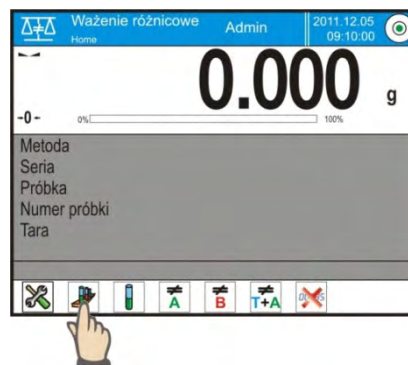 Ważenie różnicowe
Home
Admin
2011.12.05
09:10:00
0.000
g
-0-
0%
100%
Metoda
Seria
Próbka
Numer próbki
Tara
A
B
T+A